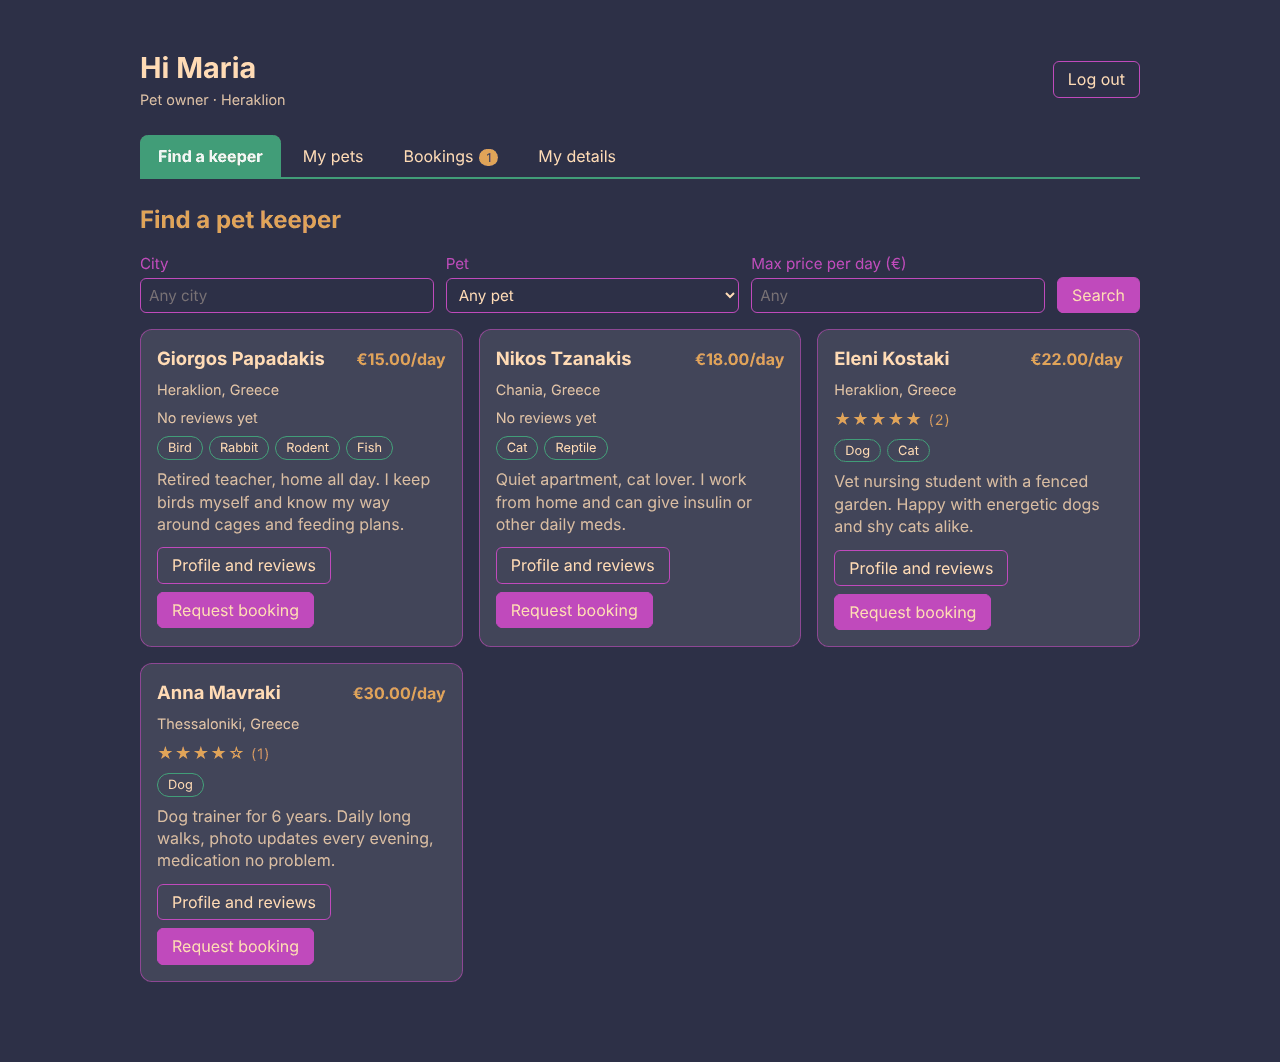 Hi Maria
Pet owner · Heraklion
Log out
Find a keeper
My pets
Bookings 1
My details
Find a pet keeper
City
Pet
Max price per day (€)
Any city
Any pet
Any
Search
Giorgos Papadakis
€15.00/day
Heraklion, Greece
No reviews yet
Bird
Rabbit
Rodent
Fish
Retired teacher, home all day. I keep
birds myself and know my way
around cages and feeding plans.
Profile and reviews
Request booking
Nikos Tzanakis
€18.00/day
Chania, Greece
No reviews yet
Cat
Reptile
Quiet apartment, cat lover. I work
from home and can give insulin or
other daily meds.
Profile and reviews
Request booking
Eleni Kostaki
€22.00/day
Heraklion, Greece
★★★★★ (2)
Dog
Cat
Vet nursing student with a fenced
garden. Happy with energetic dogs
and shy cats alike.
Profile and reviews
Request booking
Anna Mavraki
€30.00/day
Thessaloniki, Greece
★★★★☆ (1)
Dog
Dog trainer for 6 years. Daily long
walks, photo updates every evening,
medication no problem.
Profile and reviews
Request booking